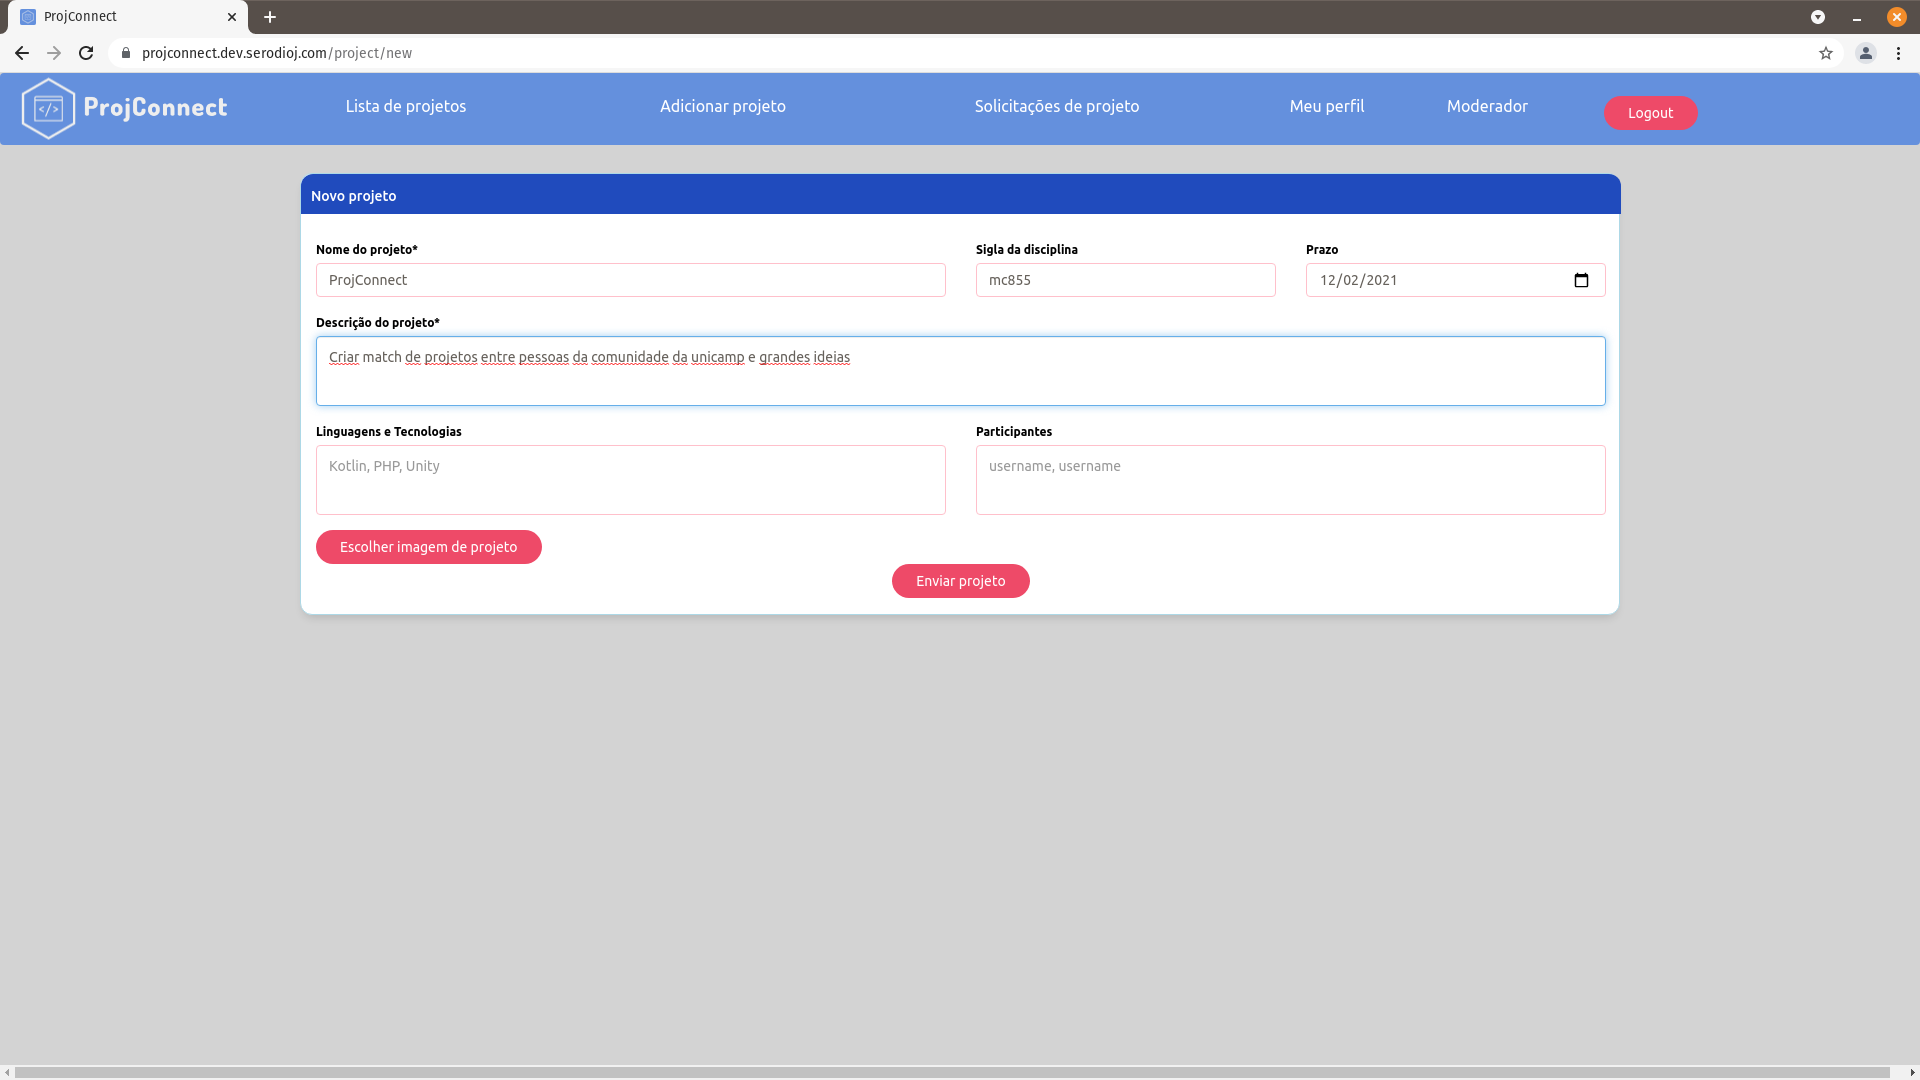 ProjConnect
projconnect.dev.serodioj.com/project/new
</> ProjConnect Lista de projetos Adicionar projeto Solicitações de projeto Meu perfil Moderador Logout
Novo projeto
Nome do projeto* Sigla da disciplina Prazo
ProjConnect mc855 12/02/2021
Descrição do projeto*
Criar match de projetos entre pessoas da comunidade da unicamp e grandes ideias
Linguagens e Tecnologias Participantes
Kotlin, PHP, Unity username, username
Escolher imagem de projeto
Enviar projeto